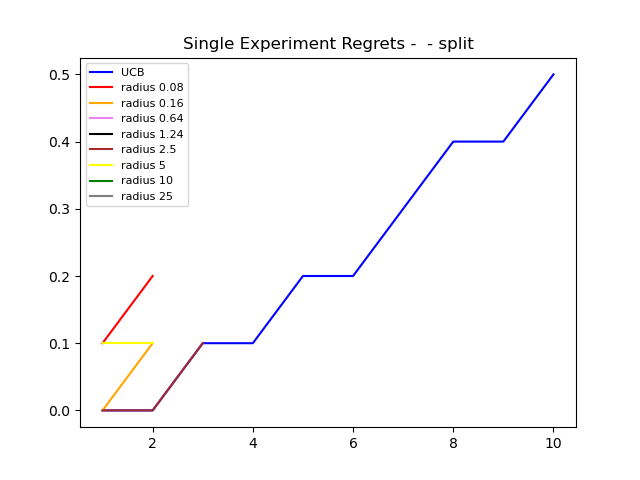 Single Experiment Regrets -  - split
UCB
radius 0.08
radius 0.16
radius 0.64
radius 1.24
radius 2.5
radius 5
radius 10
radius 25
0.5
0.4
0.3
0.2
0.1
0.0
2 4 6 8 10